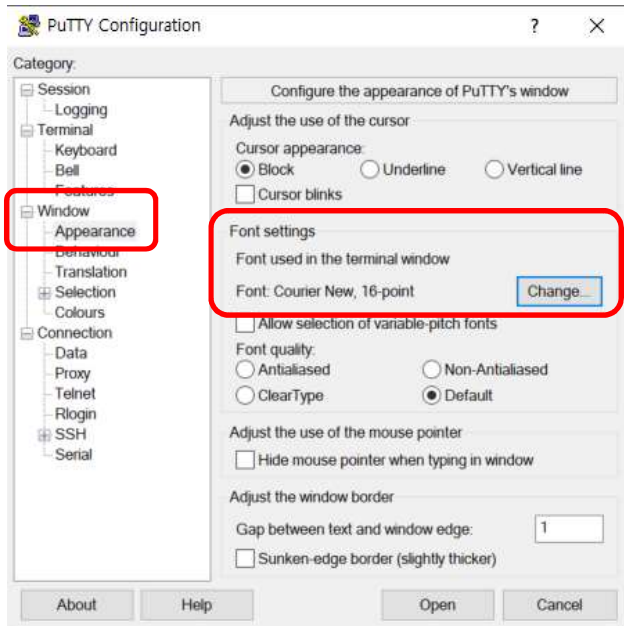 PuTTY Configuration
?
Category:
Session
Logging
Terminal
Keyboard
Bell
Features
Window
Appearance
Behaviour
Translation
Selection
Colours
Connection
Data
Proxy
Telnet
Rlogin
SSH
Serial
Configure the appearance of PuTTY's window
Adjust the use of the cursor
Cursor appearance:
Block Underline Vertical line
Cursor blinks
Font settings
Font used in the terminal window
Font: Courier New, 16-point Change...
Allow selection of variable-pitch fonts
Font quality:
Antialiased Non-Antialiased
ClearType Default
Adjust the use of the mouse pointer
Hide mouse pointer when typing in window
Adjust the window border
Gap between text and window edge: 1
Sunken-edge border (slightly thicker)
About Help Open Cancel